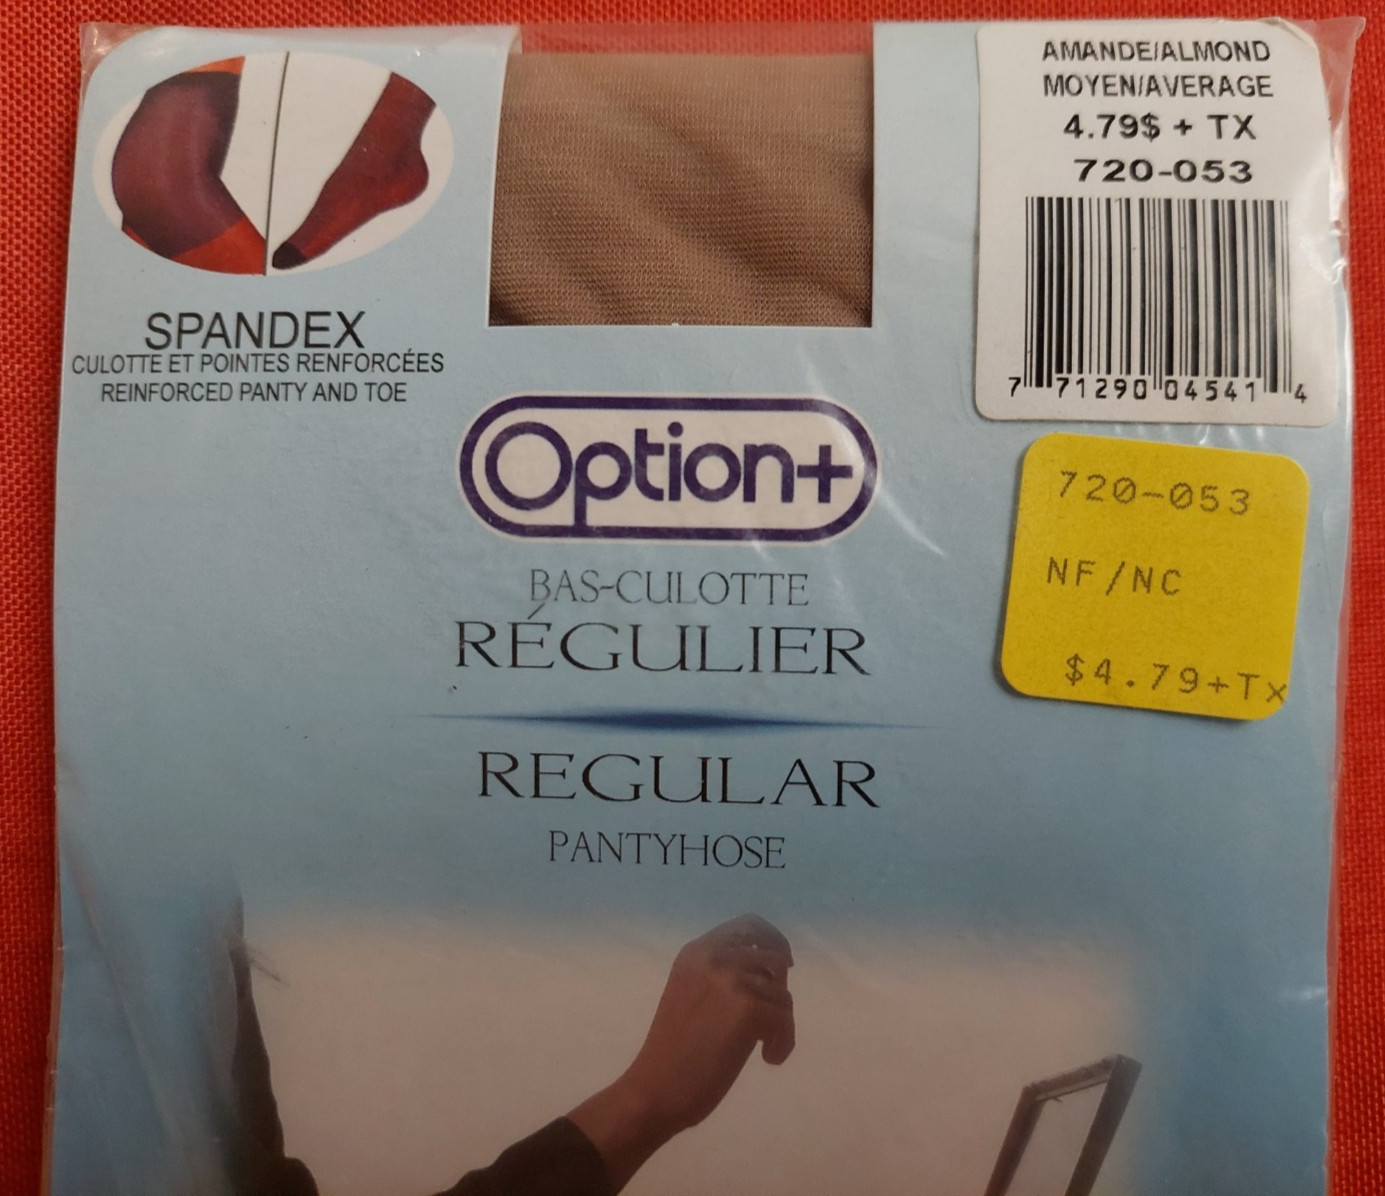 AMANDE/ALMOND
MOYEN/AVERAGE
4.79$ + TX
720-053
7 71290 04541 4
SPANDEX
CULOTTE ET POINTES RENFORCÉES
REINFORCED PANTY AND TOE
Option+
720-053
NF/NC
$4.79+Tx
BAS-CULOTTE
RÉGULIER
REGULAR
PANTYHOSE